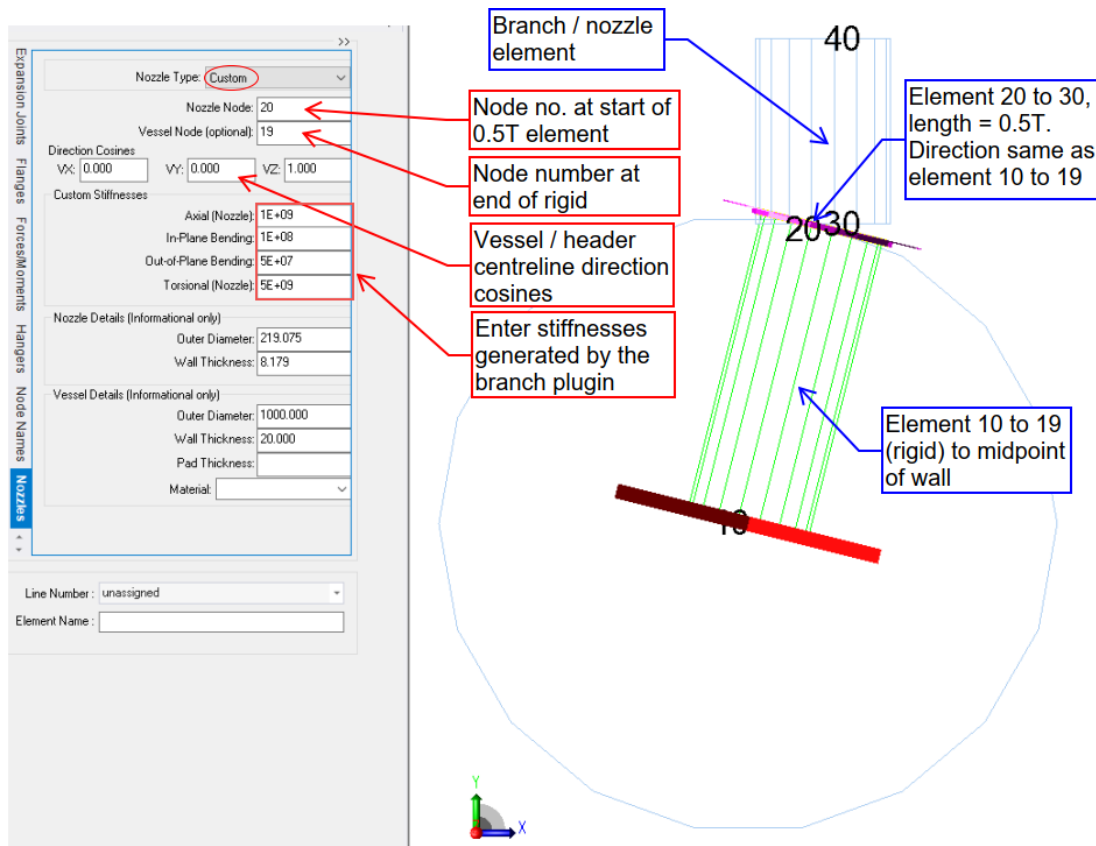 >>
Expansion Joints
Flanges
Forces/Moments
Hangers
Node Names
Nozzles
Nozzle Type: Custom
Nozzle Node: 20
Vessel Node (optional): 19
Direction Cosines
VX: 0.000 VY: 0.000 VZ: 1.000
Custom Stiffnesses
Axial (Nozzle): 1E+09
In-Plane Bending: 1E+08
Out-of-Plane Bending: 5E+07
Torsional (Nozzle): 5E+09
Nozzle Details (Informational only)
Outer Diameter: 219.075
Wall Thickness: 8.179
Vessel Details (Informational only)
Outer Diameter: 1000.000
Wall Thickness: 20.000
Pad Thickness:
Material:
Line Number : unassigned
Element Name :
Node no. at start of
0.5T element
Node number at
end of rigid
Vessel / header
centreline direction
cosines
Enter stiffnesses
generated by the
branch plugin
Branch / nozzle
element
40
Element 20 to 30,
length = 0.5T.
Direction same as
element 10 to 19
20
30
Element 10 to 19
(rigid) to midpoint
of wall
Y
X